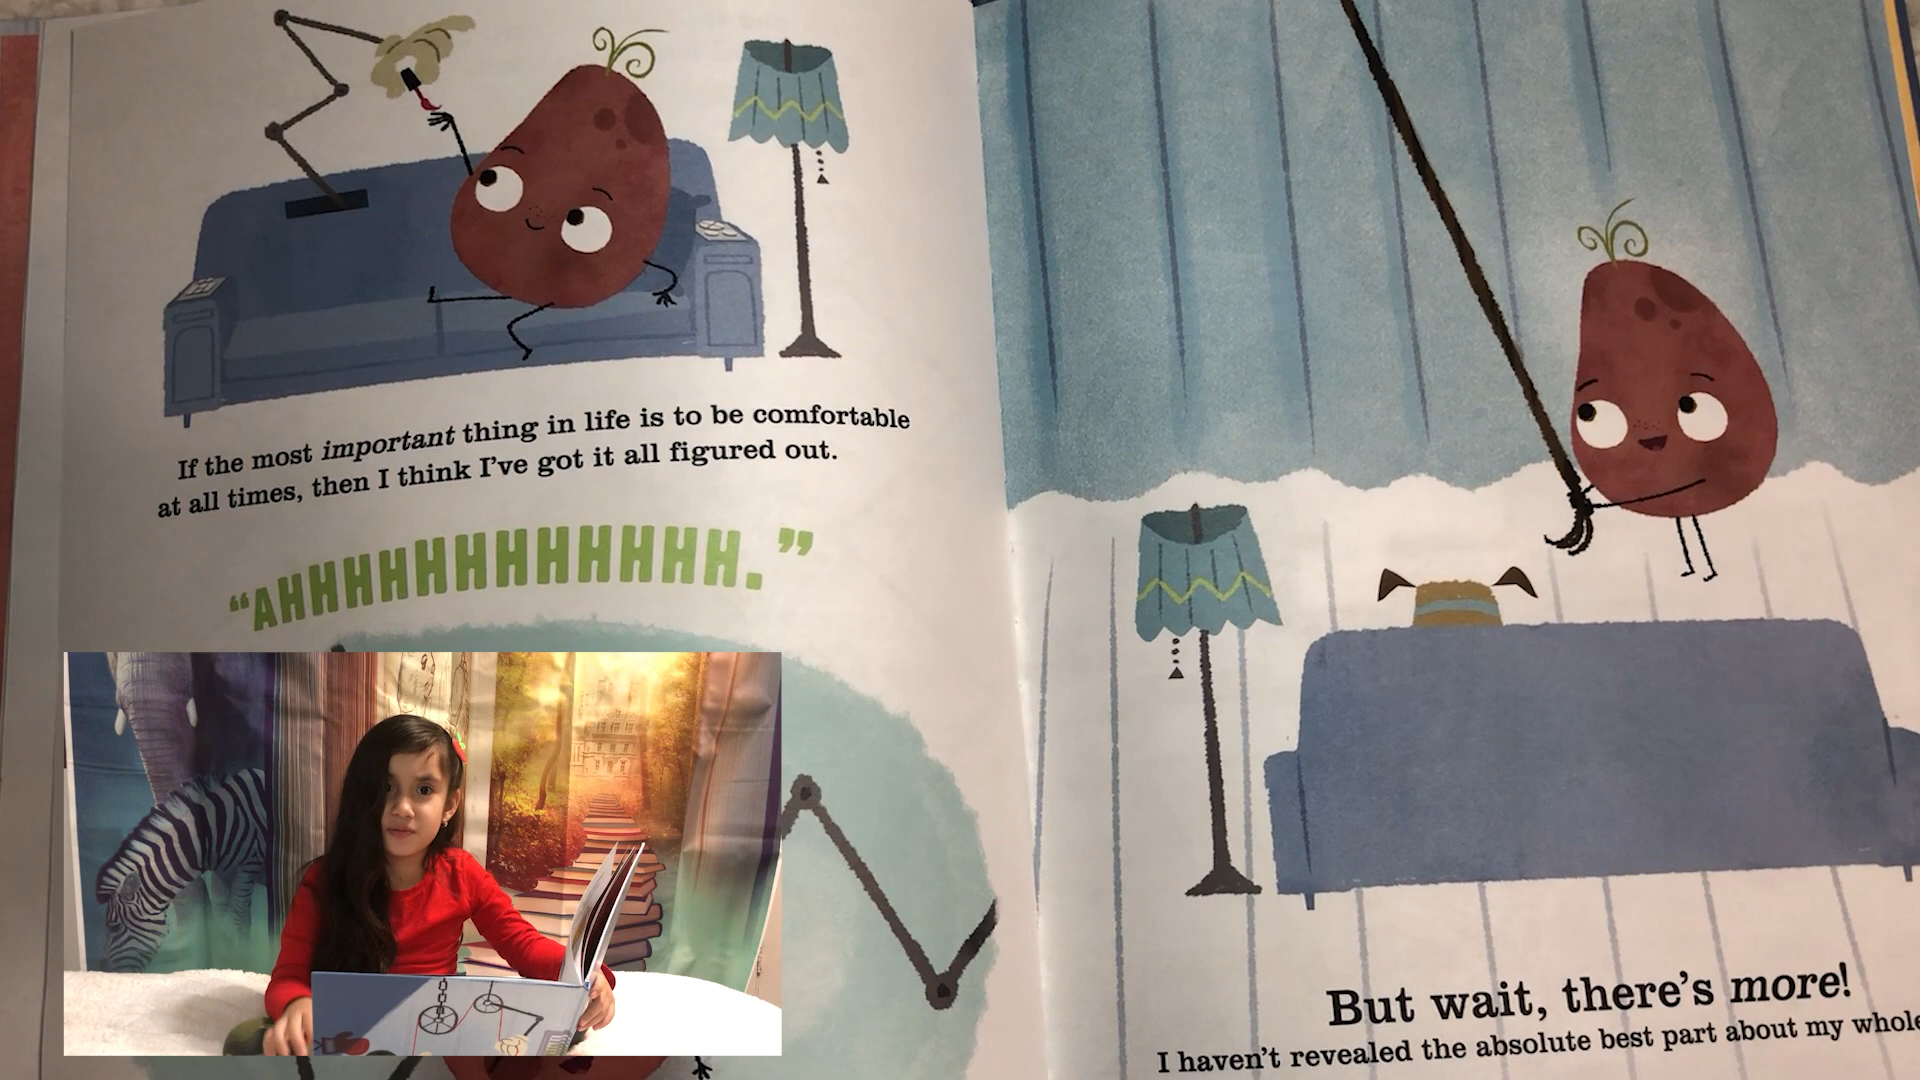 If the most important thing in life is to be comfortable
at all times, then I think I've got it all figured out.
“AHHHHHHHHHHHH.”
But wait, there's more!
I haven't revealed the absolute best part about my whole